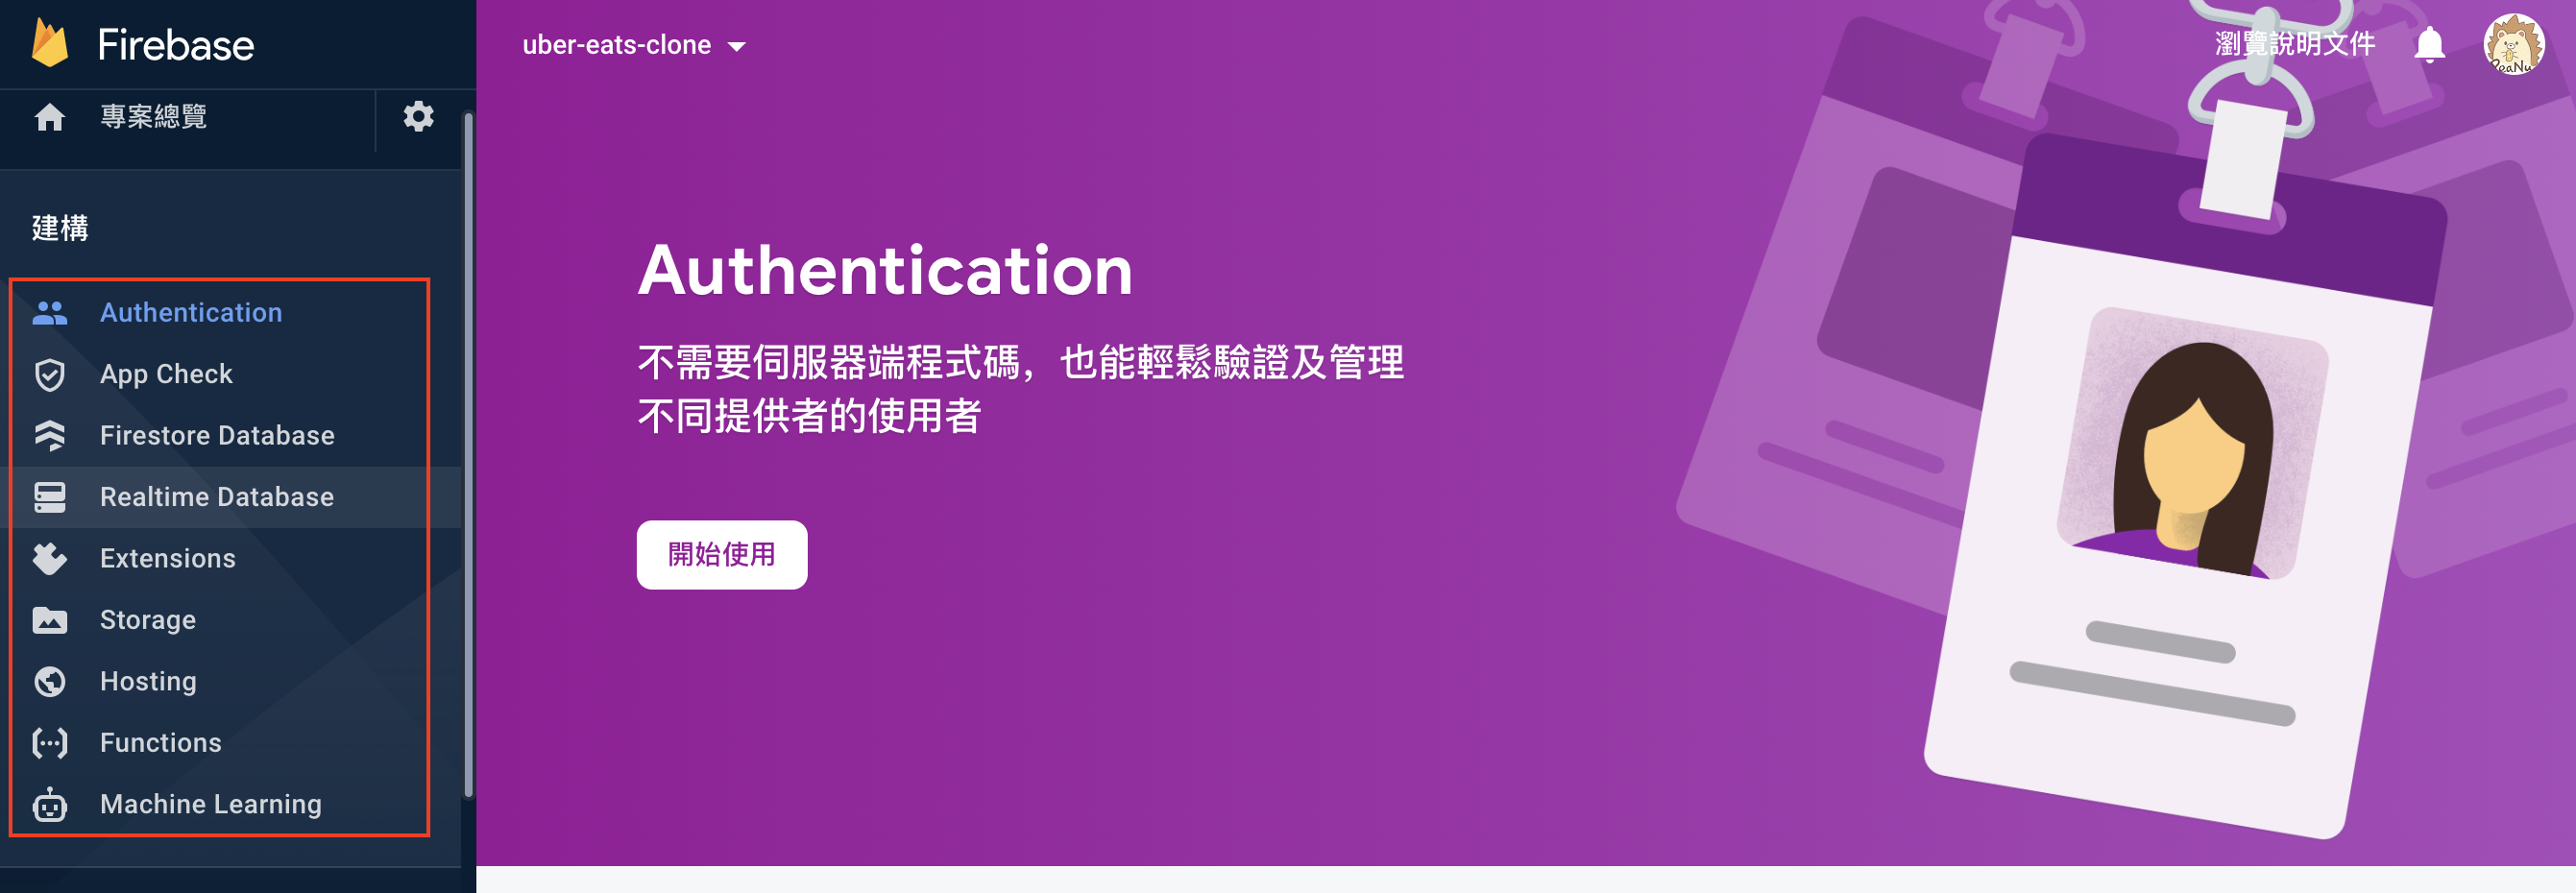 Firebase
專案總覽
建構
Authentication
App Check
Firestore Database
Realtime Database
Extensions
Storage
Hosting
Functions
Machine Learning
uber-eats-clone
瀏覽說明文件
Authentication
不需要伺服器端程式碼，也能輕鬆驗證及管理
不同提供者的使用者
開始使用